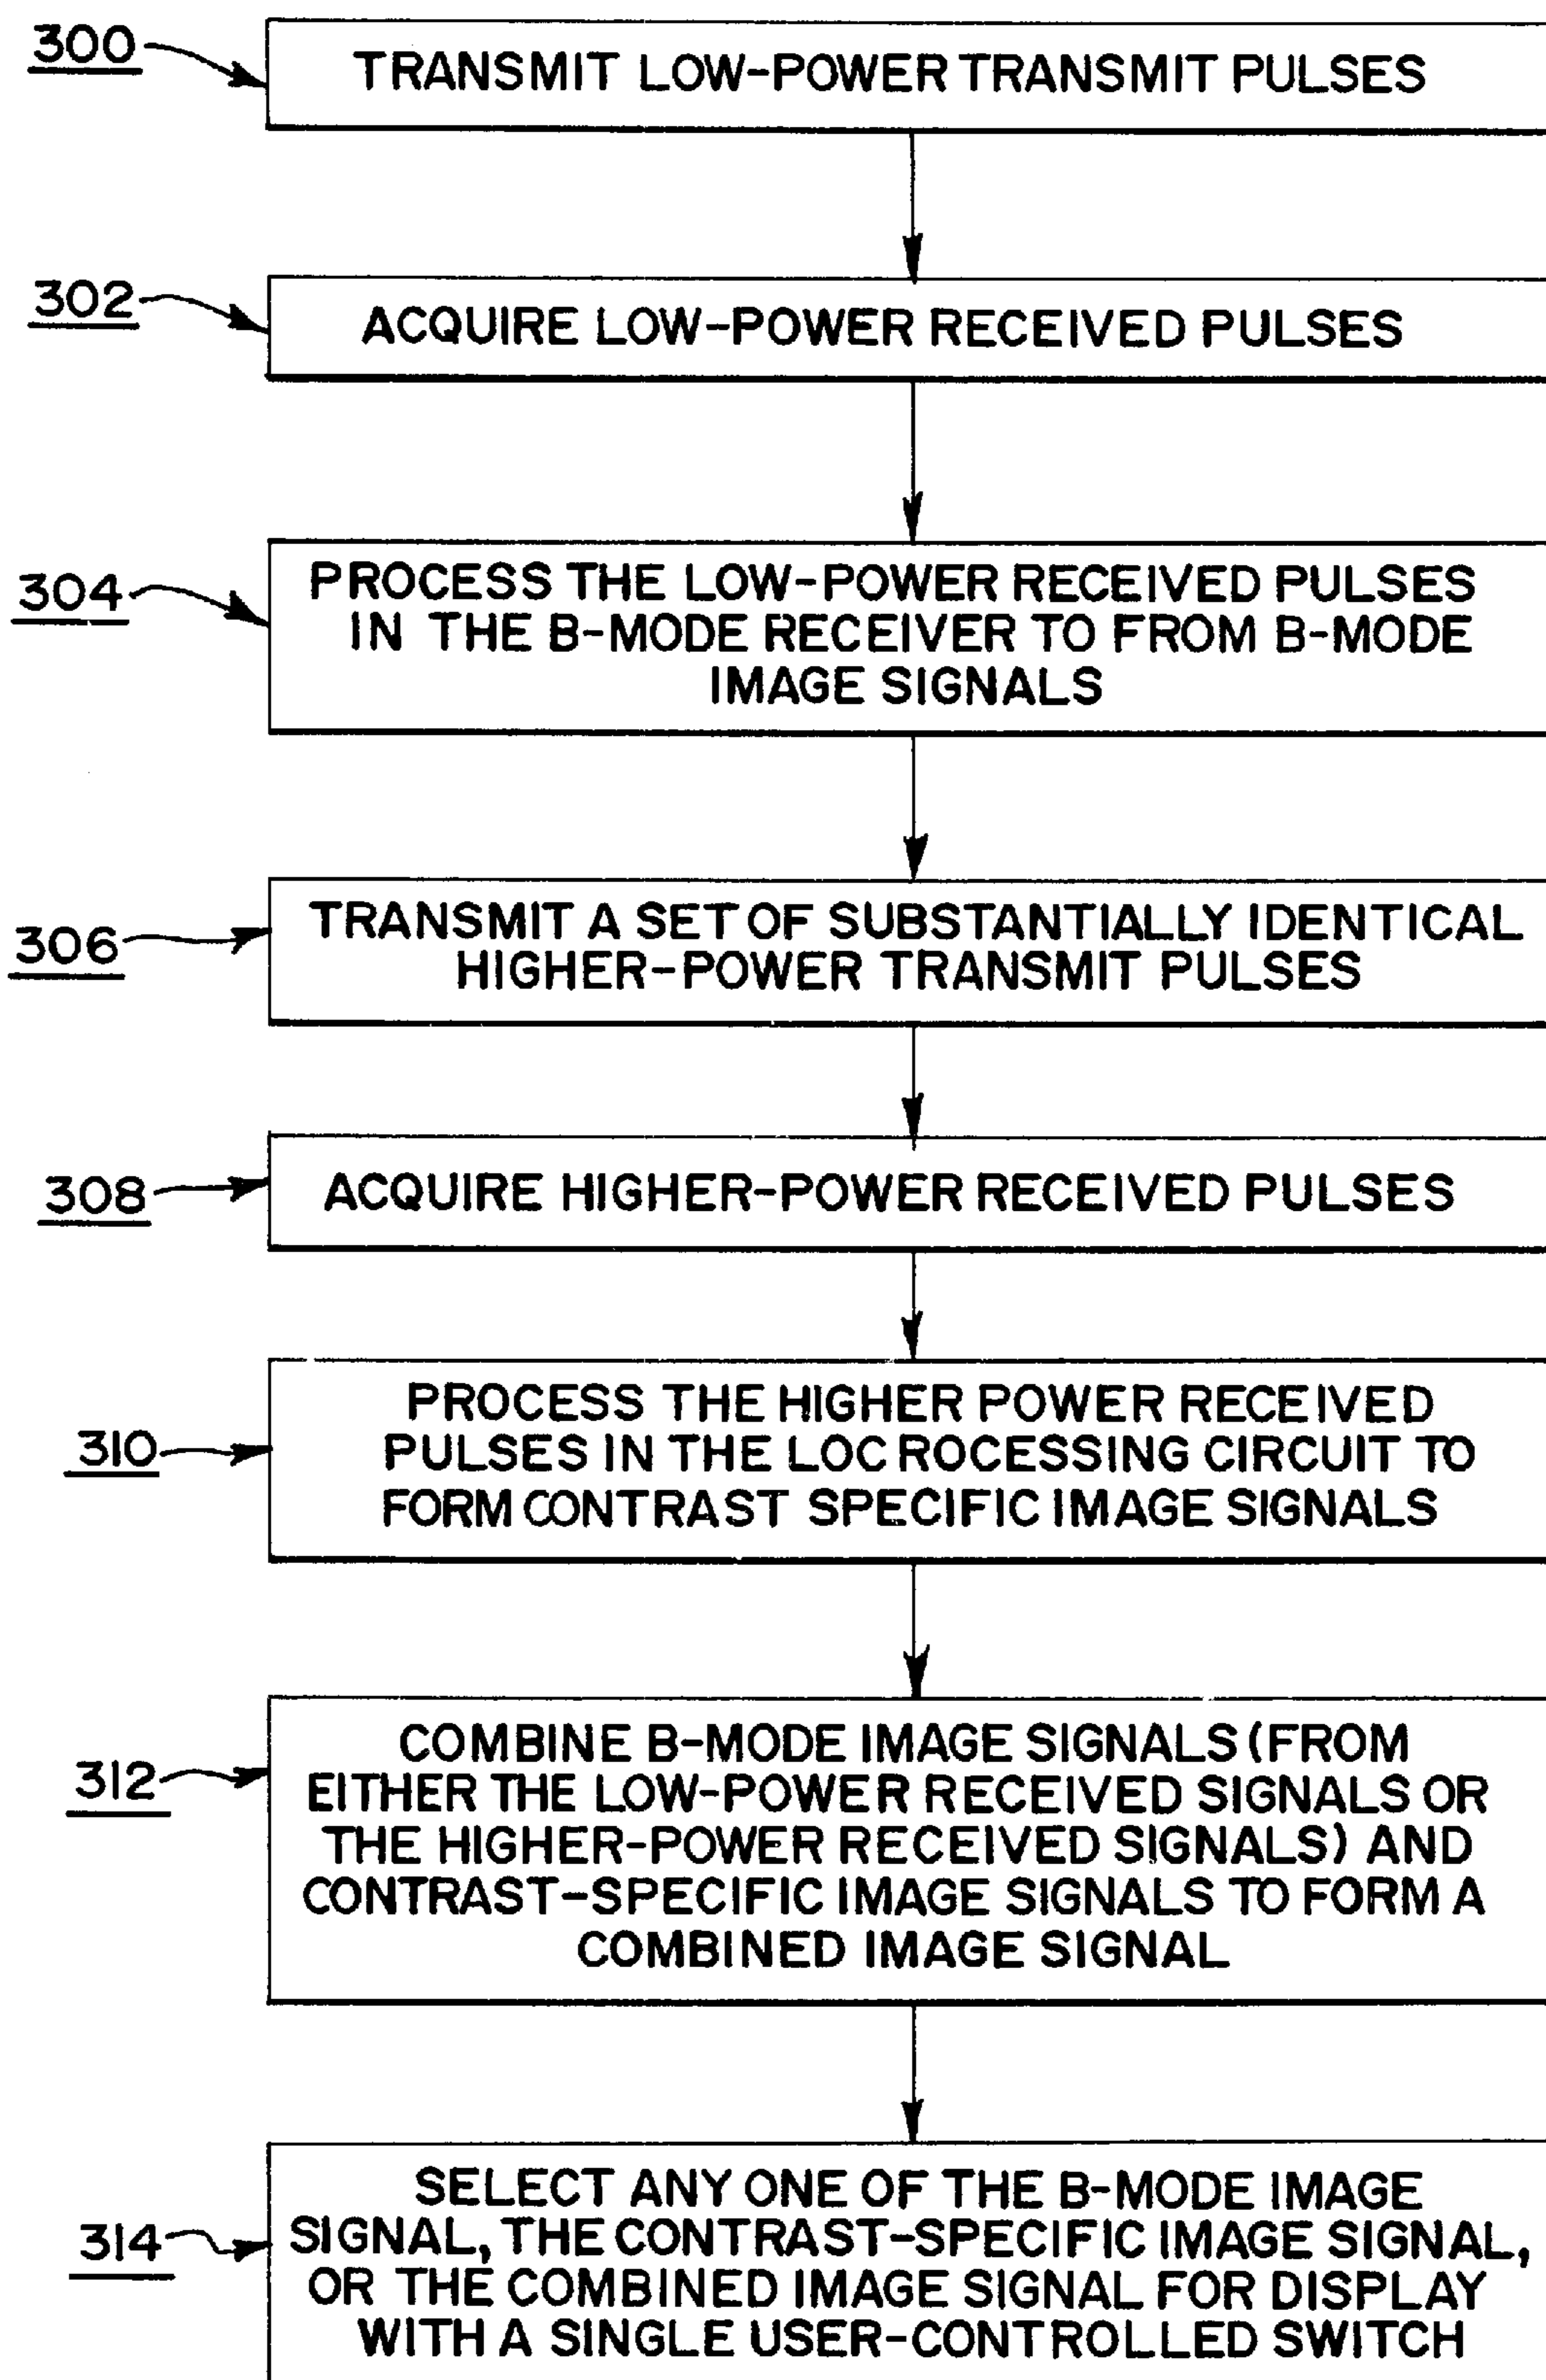 300
TRANSMIT LOW-POWER TRANSMIT PULSES
302
ACQUIRE LOW-POWER RECEIVED PULSES
304
PROCESS THE LOW-POWER RECEIVED PULSES
IN THE B-MODE RECEIVER TO FROM B-MODE
IMAGE SIGNALS
306
TRANSMIT A SET OF SUBSTANTIALLY IDENTICAL
HIGHER-POWER TRANSMIT PULSES
308
ACQUIRE HIGHER-POWER RECEIVED PULSES
310
PROCESS THE HIGHER POWER RECEIVED
PULSES IN THE LOC ROCESSING CIRCUIT TO
FORM CONTRAST SPECIFIC IMAGE SIGNALS
312
COMBINE B-MODE IMAGE SIGNALS (FROM
EITHER THE LOW-POWER RECEIVED SIGNALS OR
THE HIGHER-POWER RECEIVED SIGNALS) AND
CONTRAST-SPECIFIC IMAGE SIGNALS TO FORM A
COMBINED IMAGE SIGNAL
314
SELECT ANY ONE OF THE B-MODE IMAGE
SIGNAL, THE CONTRAST-SPECIFIC IMAGE SIGNAL,
OR THE COMBINED IMAGE SIGNAL FOR DISPLAY
WITH A SINGLE USER-CONTROLLED SWITCH